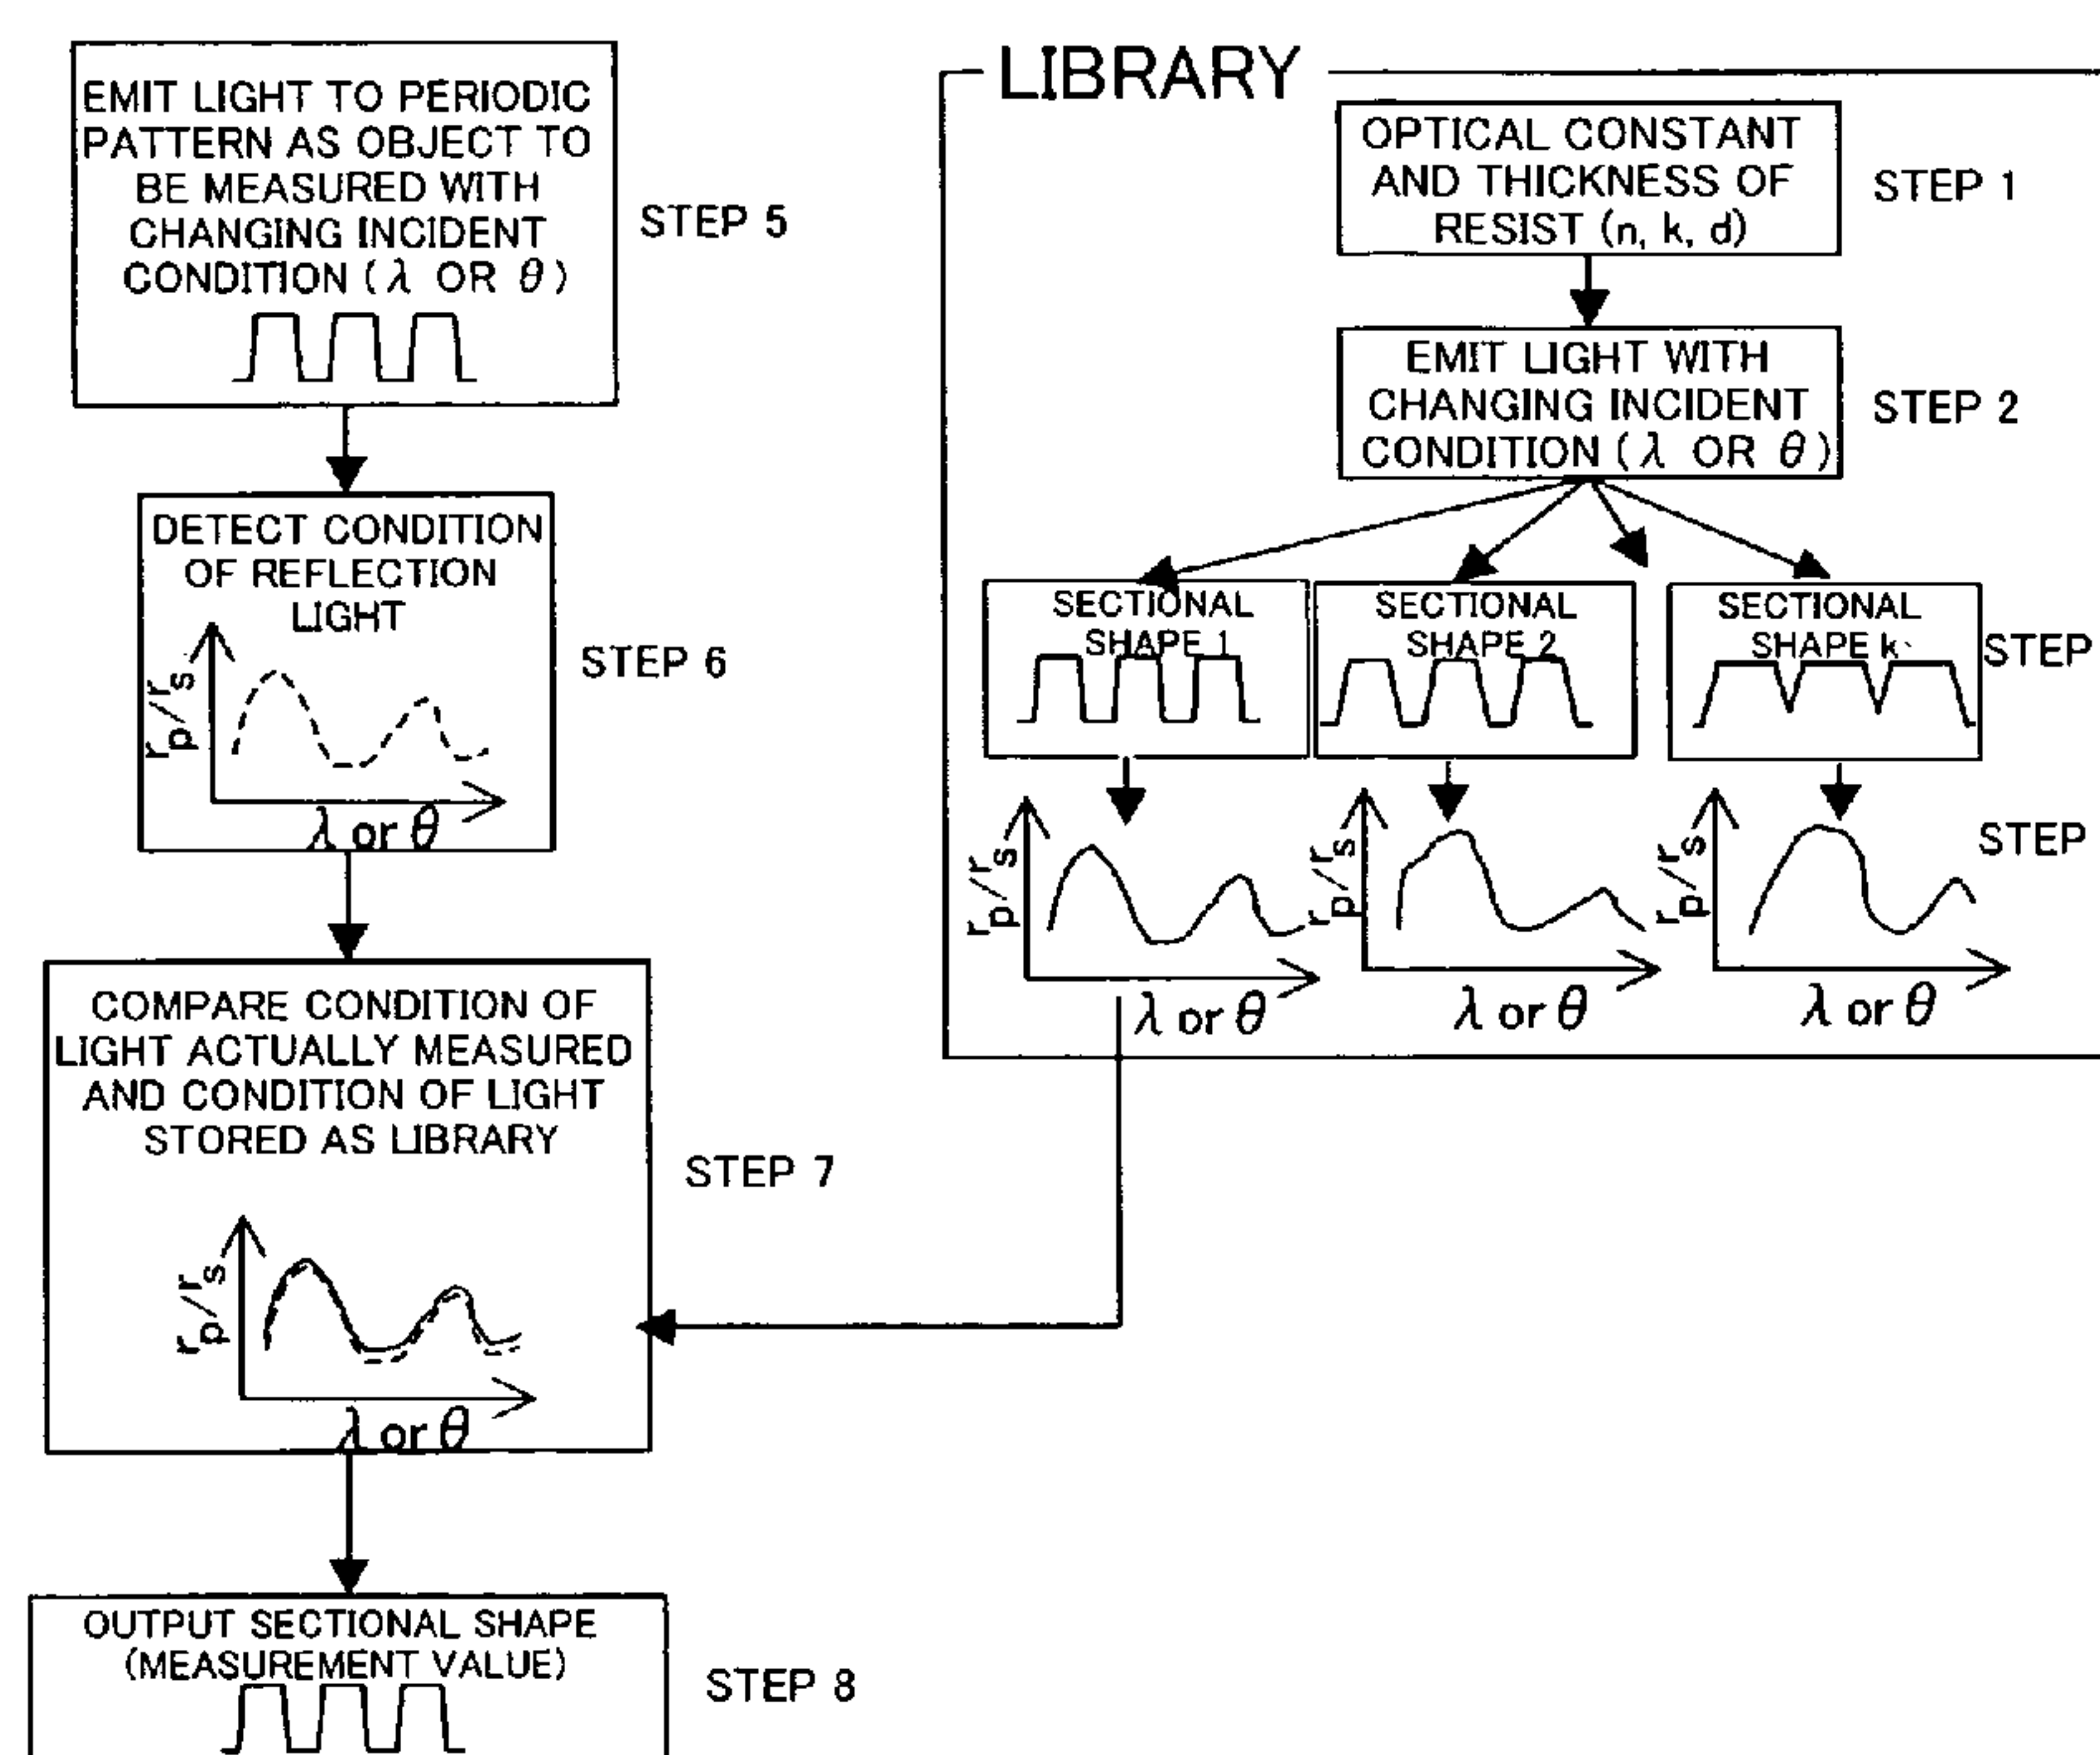 EMIT LIGHT TO PERIODIC
PATTERN AS OBJECT TO
BE MEASURED WITH
CHANGING INCIDENT
CONDITION (λ OR θ)
STEP 5
DETECT CONDITION
OF REFLECTION
LIGHT
rp/rs
λ or θ
STEP 6
COMPARE CONDITION OF
LIGHT ACTUALLY MEASURED
AND CONDITION OF LIGHT
STORED AS LIBRARY
rp/rs
λ or θ
STEP 7
OUTPUT SECTIONAL SHAPE
(MEASUREMENT VALUE)
STEP 8
LIBRARY
OPTICAL CONSTANT
AND THICKNESS OF
RESIST (n, k, d)
STEP 1
EMIT LIGHT WITH
CHANGING INCIDENT
CONDITION (λ OR θ)
STEP 2
SECTIONAL
SHAPE 1
SECTIONAL
SHAPE 2
SECTIONAL
SHAPE k
STEP
rp/rs
λ or θ
rp/rs
λ or θ
rp/rs
λ or θ
STEP